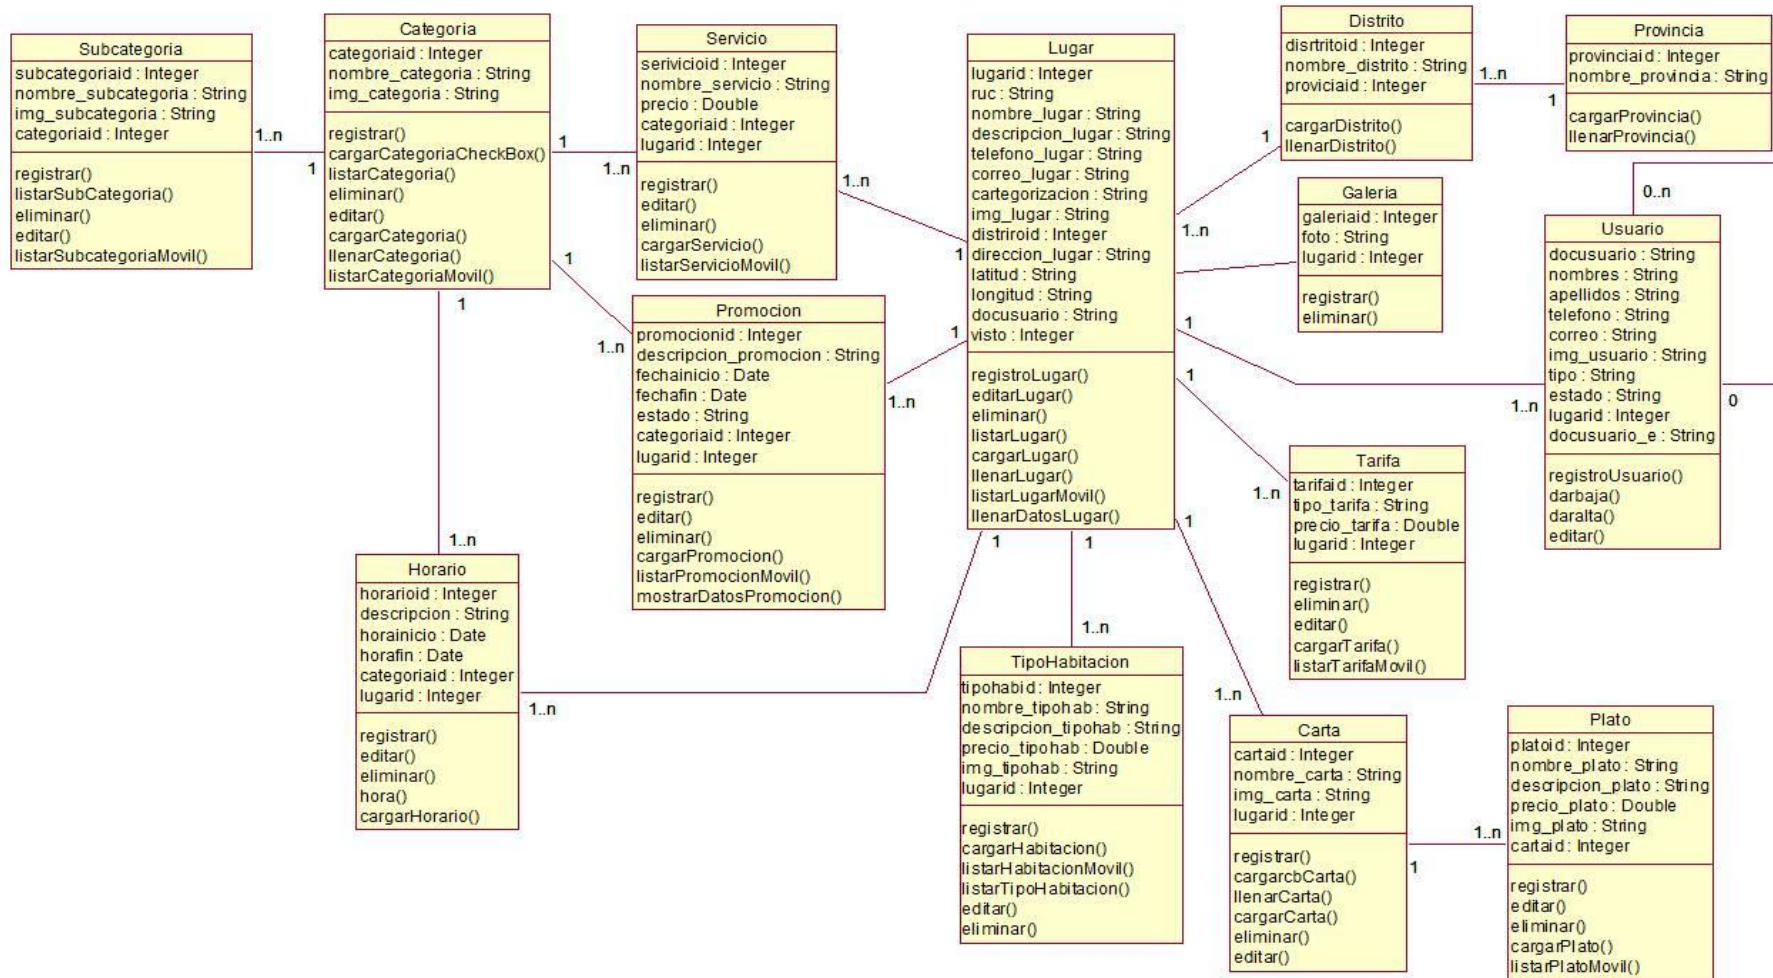 Subcategoria
subcategoriaid : Integer
nombre_subcategoria : String
img_subcategoria : String
categoriaid : Integer
registrar()
listarSubCategoria()
eliminar()
editar()
listarSubcategoriaMovil()
1..n
1
Categoria
categoriaid : Integer
nombre_categoria : String
img_categoria : String
registrar()
cargarCategoriaCheckBox()
listarCategoria()
eliminar()
editar()
cargarCategoria()
llenarCategoria()
listarCategoriaMovil()
1
1..n
1
1..n
1
1..n
Servicio
serivicioid : Integer
nombre_servicio : String
precio : Double
categoriaid : Integer
lugarid : Integer
registrar()
editar()
eliminar()
cargarServicio()
listarServicioMovil()
1..n
1
Promocion
promocionid : Integer
descripcion_promocion : String
fechainicio : Date
fechafin : Date
estado : String
categoriaid : Integer
lugarid : Integer
registrar()
editar()
eliminar()
cargarPromocion()
listarPromocionMovil()
mostrarDatosPromocion()
1
1..n
Horario
horarioid : Integer
descripcion : String
horainicio : Date
horafin : Date
categoriaid : Integer
lugarid : Integer
registrar()
editar()
eliminar()
hora()
cargarHorario()
1..n
1
Lugar
lugarid : Integer
ruc : String
nombre_lugar : String
descripcion_lugar : String
telefono_lugar : String
correo_lugar : String
cartegorizacion : String
img_lugar : String
distriroid : Integer
direccion_lugar : String
latitud : String
longitud : String
docusuario : String
visto : Integer
registroLugar()
editarLugar()
eliminar()
listarLugar()
cargarLugar()
llenarLugar()
listarLugarMovil()
llenarDatosLugar()
1
1..n
TipoHabitacion
tipohabid : Integer
nombre_tipohab : String
descripcion_tipohab : String
precio_tipohab : Double
img_tipohab : String
lugarid : Integer
registrar()
cargarHabitacion()
listarHabitacionMovil()
listarTipoHabitacion()
editar()
eliminar()
Distrito
disrtritoid : Integer
nombre_distrito : String
proviciaid : Integer
cargarDistrito()
llenarDistrito()
1
1..n
1..n
1
Provincia
provinciaid : Integer
nombre_provincia : String
cargarProvincia()
llenarProvincia()
Galeria
galeriaid : Integer
foto : String
lugarid : Integer
registrar()
eliminar()
0..n
Usuario
docusuario : String
nombres : String
apellidos : String
telefono : String
correo : String
img_usuario : String
tipo : String
estado : String
lugarid : Integer
docusuario_e : String
registroUsuario()
darbaja()
daralta()
editar()
0
1
1..n
1
1..n
Tarifa
tarifaid : Integer
tipo_tarifa : String
precio_tarifa : Double
lugarid : Integer
registrar()
eliminar()
editar()
cargarTarifa()
listarTarifaMovil()
1
1..n
Carta
cartaid : Integer
nombre_carta : String
img_carta : String
lugarid : Integer
registrar()
cargarcbCarta()
llenarCarta()
cargarCarta()
eliminar()
editar()
1
1..n
Plato
platoid : Integer
nombre_plato : String
descripcion_plato : String
precio_plato : Double
img_plato : String
cartaid : Integer
registrar()
editar()
eliminar()
cargarPlato()
listarPlatoMovil()